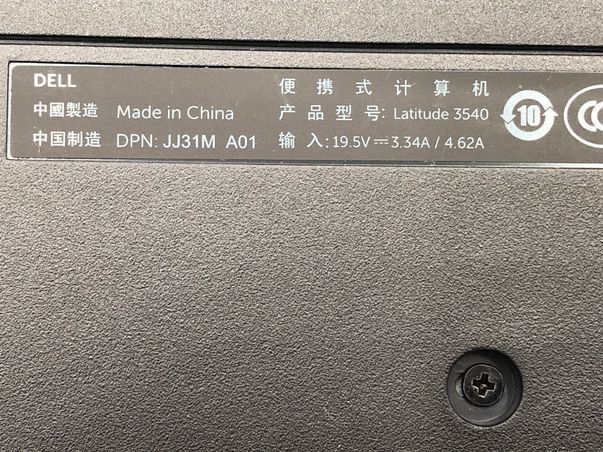 DELL
中國製造 Made in China
中国制造 DPN: JJ31M A01
便携式计算机
产品型号: Latitude 3540
输入: 19.5V⎓3.34A / 4.62A
10
CC